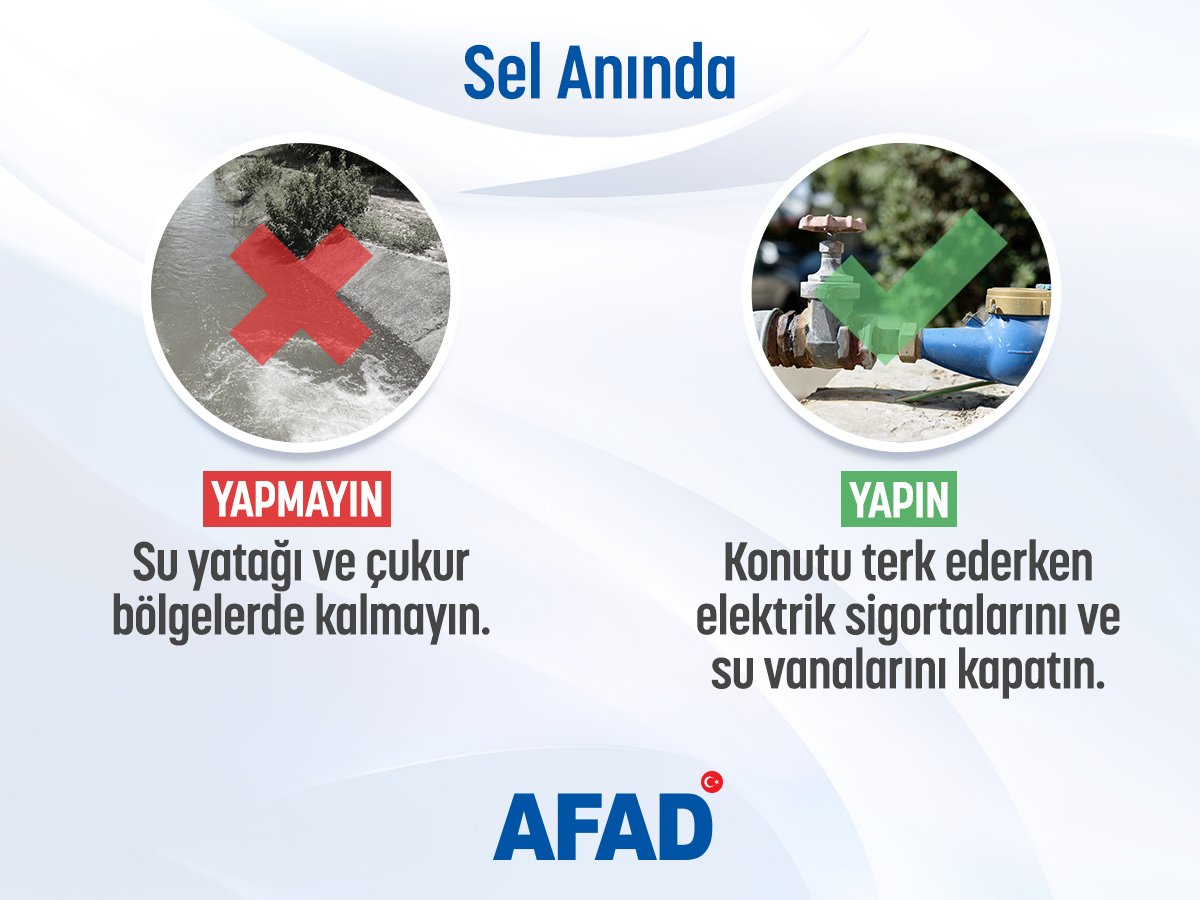 Sel Anında
YAPMAYIN
Su yatağı ve çukur
bölgelerde kalmayın.
YAPIN
Konutu terk ederken
elektrik sigortalarını ve
su vanalarını kapatın.
AFAD